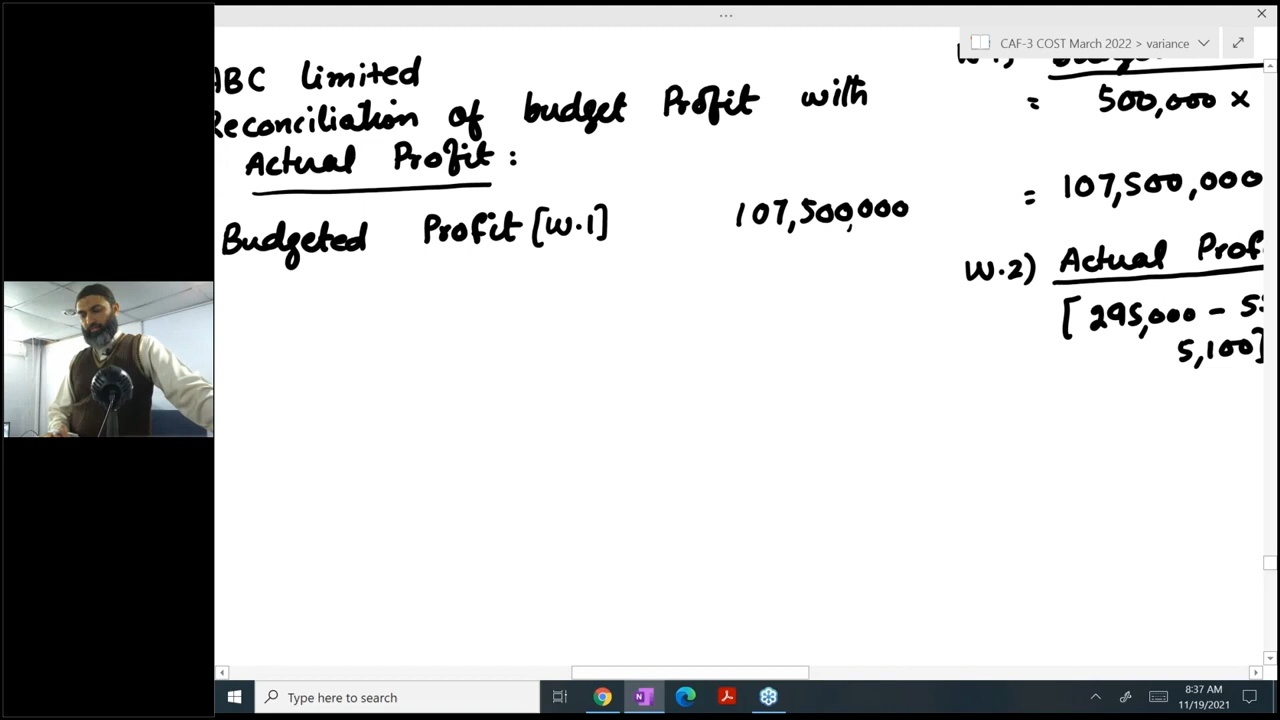 CAF-3 COST March 2022 > variance
ABC Limited
Reconciliation of budget Profit with
Actual Profit :
Budgeted Profit [W.1] 107,500,000
= 500,000 ×
= 107,500,000
W.2) Actual Prof
[295,000 -
5,100]
Type here to search
8:37 AM
11/19/2021